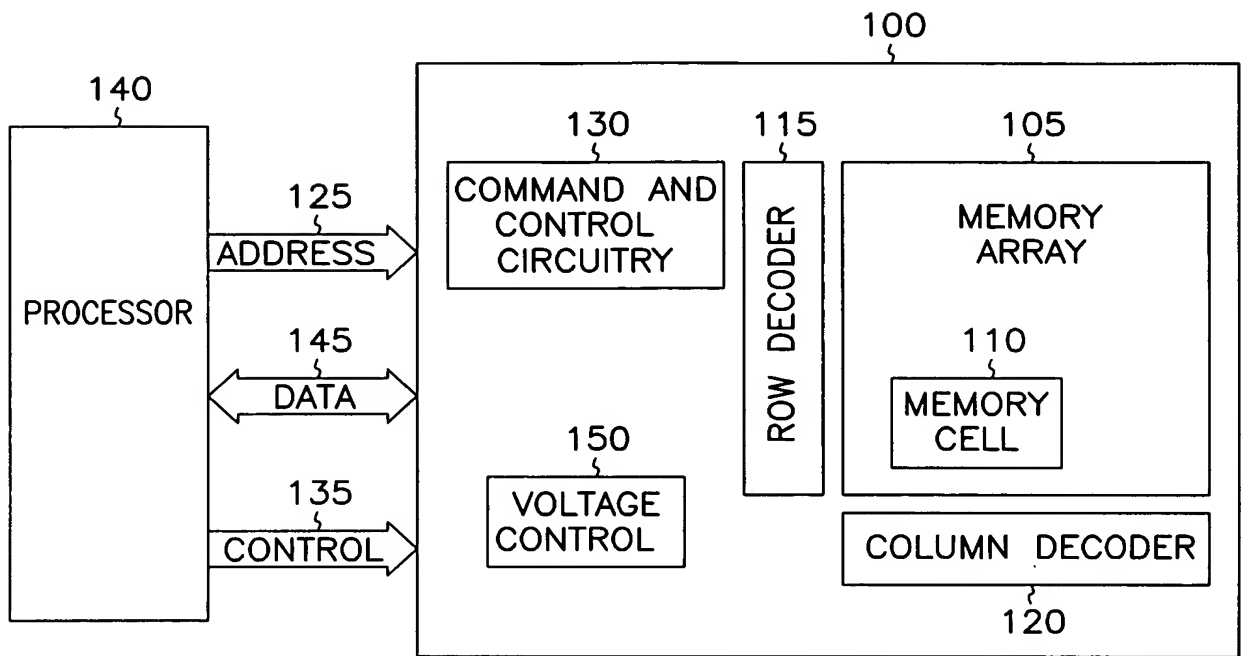 100
140
130
115
105
COMMAND AND
CONTROL
CIRCUITRY
ROW DECODER
MEMORY
ARRAY
125
ADDRESS
PROCESSOR
145
DATA
110
MEMORY
CELL
150
VOLTAGE
CONTROL
135
CONTROL
COLUMN DECODER
120